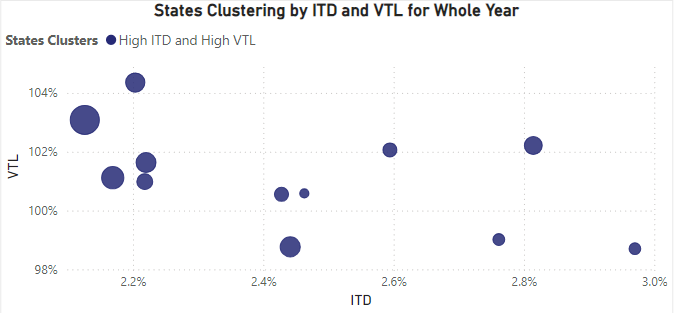 States Clustering by ITD and VTL for Whole Year
States Clusters High ITD and High VTL
104%
102%
100%
98%
VTL
2.2% 2.4% 2.6% 2.8% 3.0%
ITD